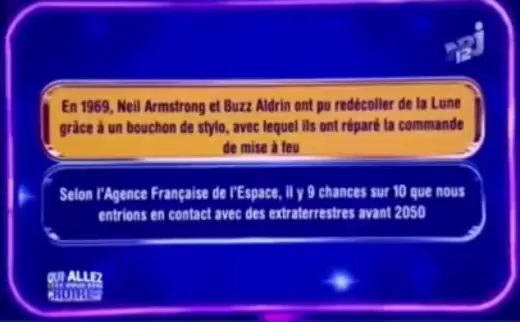 NRJ
12
En 1969, Neil Armstrong et Buzz Aldrin ont pu redécoller de la Lune
grâce à un bouchon de stylo, avec lequel ils ont réparé la commande
de mise à feu
Selon l'Agence Française de l'Espace, il y 9 chances sur 10 que nous
entrions en contact avec des extraterrestres avant 2050
QUI ALLEZ
CROIRE